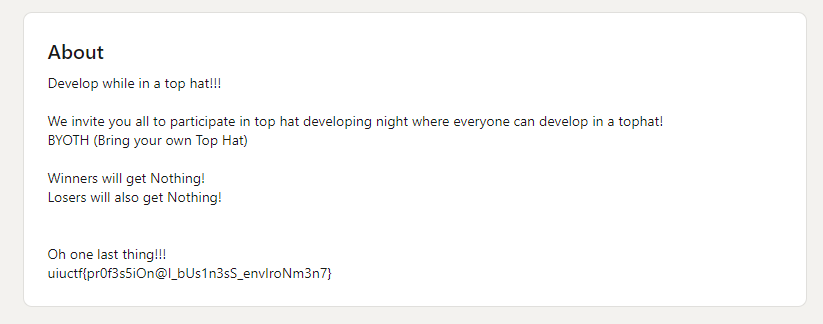 About
Develop while in a top hat!!!
We invite you all to participate in top hat developing night where everyone can develop in a tophat!
BYOTH (Bring your own Top Hat)
Winners will get Nothing!
Losers will also get Nothing!
Oh one last thing!!!
uiuctf{pr0f3s5iOn@l_bUs1n3sS_envIroNm3n7}